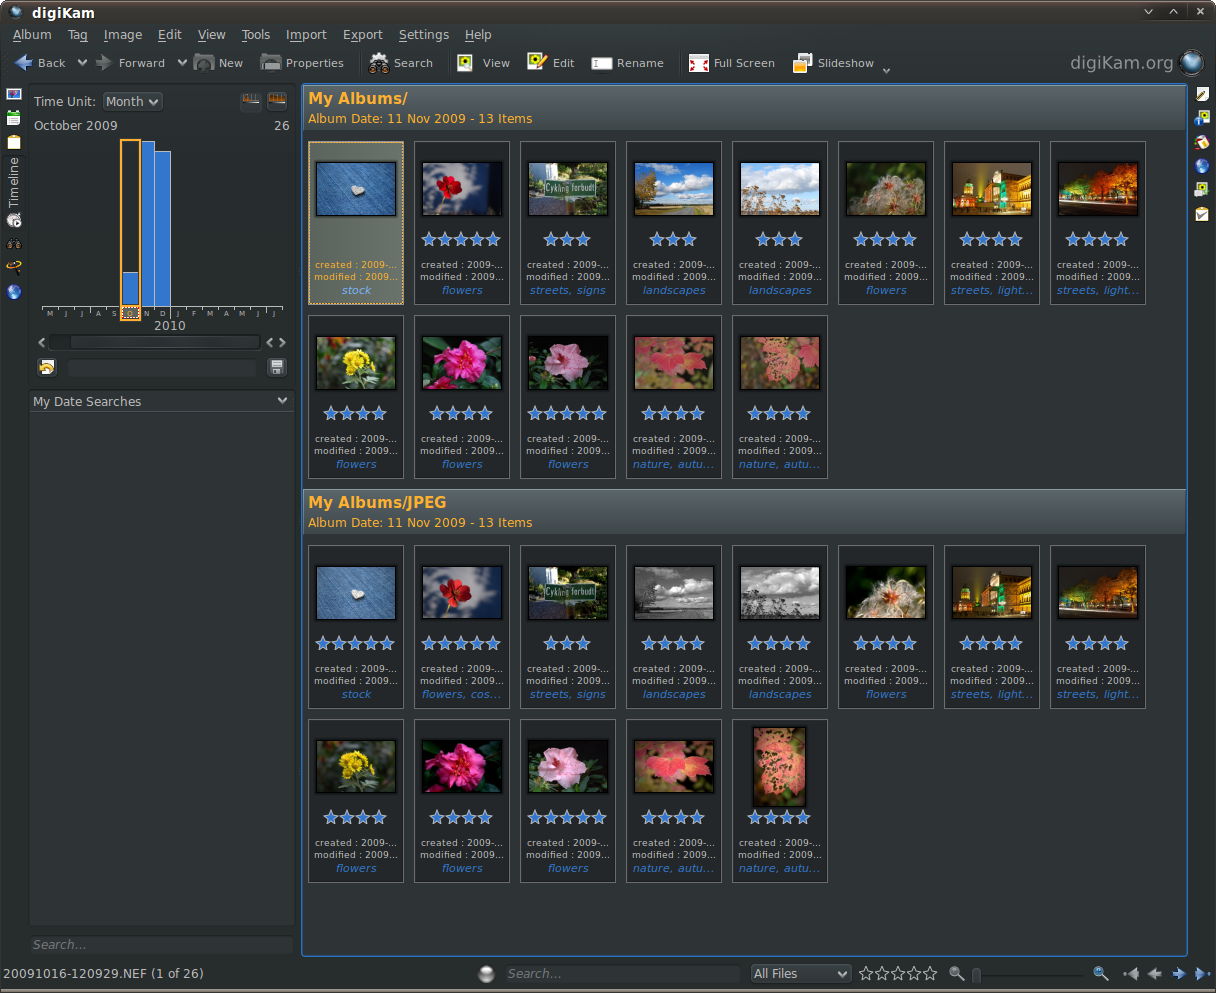 digiKam
Album Tag Image Edit View Tools Import Export Settings Help
Back Forward New Properties Search View Edit Rename Full Screen Slideshow digiKam.org
Time Unit: Month
October 2009 26
M J J A S O N D J F M A M J J
2010
My Date Searches
Timeline
Search...
My Albums/
Album Date: 11 Nov 2009 - 13 Items
Cykling forbudt
created : 2009-... created : 2009-... created : 2009-... created : 2009-... created : 2009-... created : 2009-... created : 2009-... created : 2009-...
modified : 2009... modified : 2009... modified : 2009... modified : 2009... modified : 2009... modified : 2009... modified : 2009... modified : 2009...
stock flowers streets, signs landscapes landscapes flowers streets, light... streets, light...
created : 2009-... created : 2009-... created : 2009-... created : 2009-... created : 2009-...
modified : 2009... modified : 2009... modified : 2009... modified : 2009... modified : 2009...
flowers flowers flowers nature, autu... nature, autu...
My Albums/JPEG
Album Date: 11 Nov 2009 - 13 Items
Cykling forbudt
created : 2009-... created : 2009-... created : 2009-... created : 2009-... created : 2009-... created : 2009-... created : 2009-... created : 2009-...
modified : 2009... modified : 2009... modified : 2009... modified : 2009... modified : 2009... modified : 2009... modified : 2009... modified : 2009...
stock flowers, cos... streets, signs landscapes landscapes flowers streets, light... streets, light...
created : 2009-... created : 2009-... created : 2009-... created : 2009-... created : 2009-...
modified : 2009... modified : 2009... modified : 2009... modified : 2009... modified : 2009...
flowers flowers flowers nature, autu... nature, autu...
20091016-120929.NEF (1 of 26) Search... All Files